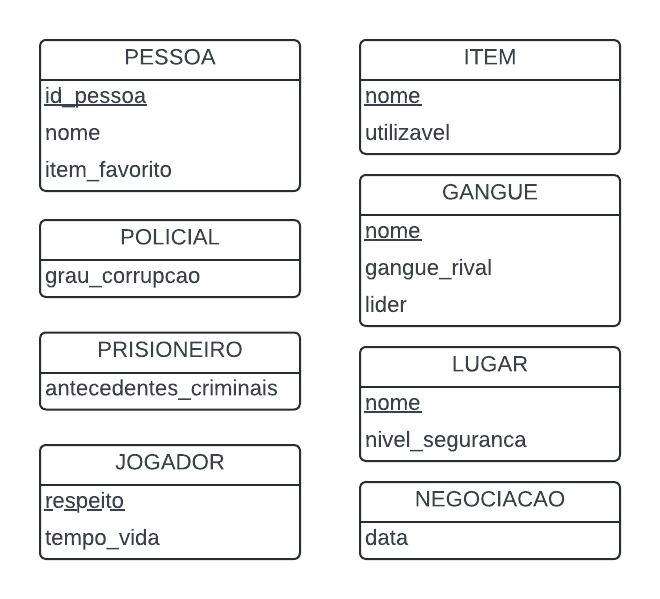 PESSOA
id_pessoa
nome
item_favorito
POLICIAL
grau_corrupcao
PRISIONEIRO
antecedentes_criminais
JOGADOR
respeito
tempo_vida
ITEM
nome
utilizavel
GANGUE
nome
gangue_rival
lider
LUGAR
nome
nivel_seguranca
NEGOCIACAO
data